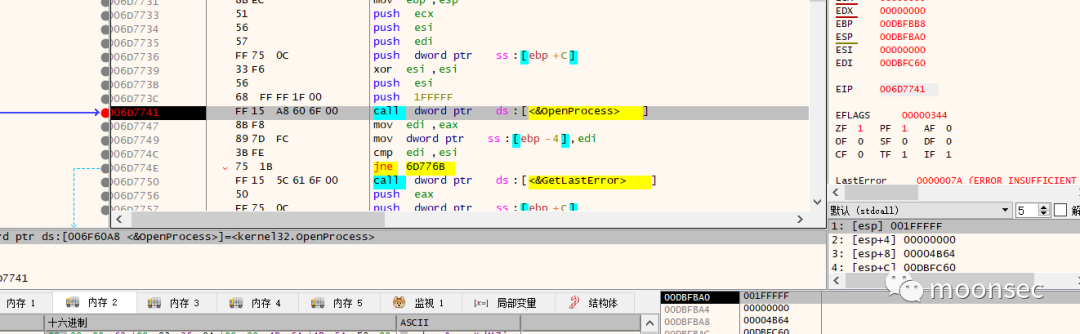 006D7731 8B EC mov ebp,esp
006D7733 51 push ecx
006D7734 56 push esi
006D7735 57 push edi
006D7736 FF 75 0C push dword ptr ss:[ebp+C]
006D7739 33 F6 xor esi,esi
006D773B 56 push esi
006D773C 68 FF FF 1F 00 push 1FFFFF
006D7741 FF 15 A8 60 6F 00 call dword ptr ds:[<&OpenProcess>]
006D7747 8B F8 mov edi,eax
006D7749 89 7D FC mov dword ptr ss:[ebp-4],edi
006D774C 3B FE cmp edi,esi
006D774E 75 1B jne 6D776B
006D7750 FF 15 5C 61 6F 00 call dword ptr ds:[<&GetLastError>]
006D7756 50 push eax
006D7757 FF 75 0C push dword ptr ss:[ebp+C]
rd ptr ds:[006F60A8 <&OpenProcess>]=<kernel32.OpenProcess>
D7741
EDX 00000000
EBP 00DBFBB8
ESP 00DBFBA0
ESI 00000000
EDI 00DBFC60
EIP 006D7741
EFLAGS 00000344
ZF 1 PF 1 AF 0
OF 0 SF 0 DF 0
CF 0 TF 1 IF 1
LastError 0000007A (ERROR_INSUFFICIENT
默认 (stdcall) 5 解
1: [esp] 001FFFFF
2: [esp+4] 00000000
3: [esp+8] 00004B64
4: [esp+C] 00DBFC60
内存 1 内存 2 内存 3 内存 4 内存 5 监视 1 [x=] 局部变量 结构体
十六进制 ASCII
00DBFBA0 001FFFFF
00DBFBA4 00000000
00DBFBA8 00004B64
00DBFBAC 00DBFC60
moonsec